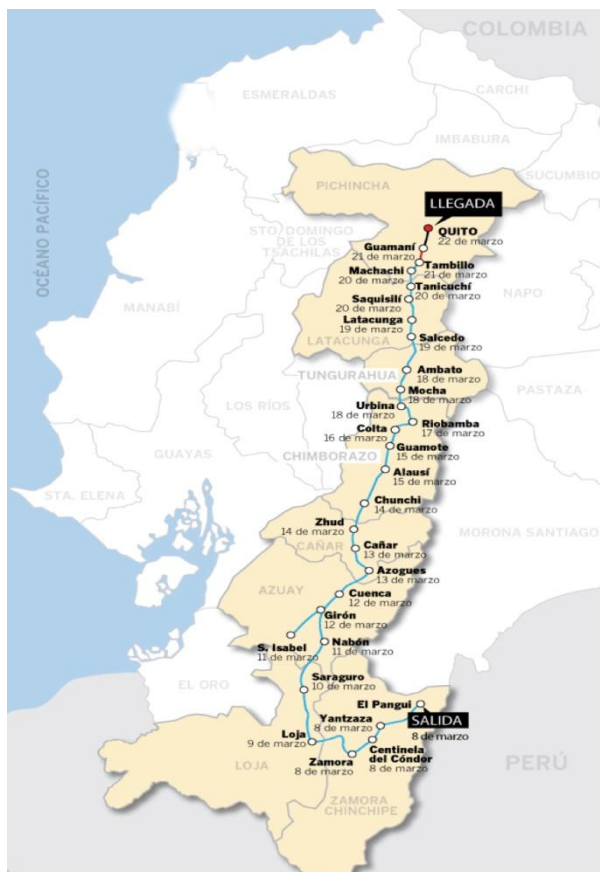 COLOMBIA
ESMERALDAS
CARCHI
IMBABURA
SUCUMBIO
PICHINCHA
LLEGADA
QUITO
22 de marzo
OCÉANO PACÍFICO
STO. DOMINGO
DE LOS
TSÁCHILAS
Guamaní
21 de marzo
Tambillo
21 de marzo
Machachi
20 de marzo
Tanicuchí
20 de marzo
NAPO
Saquisilí
20 de marzo
MANABÍ
Latacunga
19 de marzo
Salcedo
19 de marzo
LATACUNGA
Ambato
18 de marzo
TUNGURAHUA
Mocha
18 de marzo
PASTAZA
Urbina
18 de marzo
LOS RÍOS
Riobamba
17 de marzo
Colta
16 de marzo
Guamote
15 de marzo
GUAYAS
CHIMBORAZO
Alausí
15 de marzo
STA. ELENA
Chunchi
14 de marzo
Zhud
14 de marzo
MORONA SANTIAGO
CAÑAR
Cañar
13 de marzo
Azogues
13 de marzo
AZUAY
Cuenca
12 de marzo
Girón
12 de marzo
S. Isabel
11 de marzo
Nabón
11 de marzo
EL ORO
Saraguro
10 de marzo
El Pangui
SALIDA
8 de marzo
Yantzaza
8 de marzo
Loja
9 de marzo
Centinela
del Cóndor
8 de marzo
Zamora
8 de marzo
LOJA
PERÚ
ZAMORA
CHINCHIPE